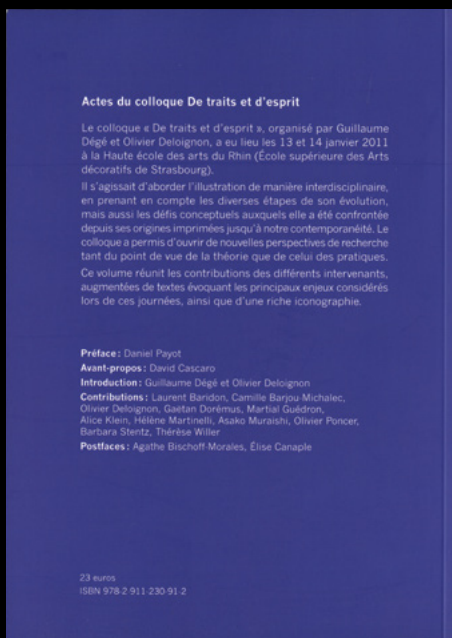 Actes du colloque De traits et d'esprit
Le colloque « De traits et d'esprit », organisé par Guillaume
Dégé et Olivier Deloignon, a eu lieu les 13 et 14 janvier 2011
à la Haute école des arts du Rhin (École supérieure des Arts
décoratifs de Strasbourg).
Il s'agissait d'aborder l'illustration de manière interdisciplinaire,
en prenant en compte les diverses étapes de son évolution,
mais aussi les défis conceptuels auxquels elle a été confrontée
depuis ses origines imprimées jusqu'à notre contemporanéité. Le
colloque a permis d'ouvrir de nouvelles perspectives de recherche
tant du point de vue de la théorie que de celui des pratiques.
Ce volume réunit les contributions des différents intervenants,
augmentées de textes évoquant les principaux enjeux considérés
lors de ces journées, ainsi que d'une riche iconographie.
Préface : Daniel Payot
Avant-propos : David Cascaro
Introduction : Guillaume Dégé et Olivier Deloignon
Contributions : Laurent Baridon, Camille Barjou-Michalec,
Olivier Deloignon, Gaëtan Dorémus, Martial Guédron,
Alice Klein, Hélène Martinelli, Asako Muraishi, Olivier Poncer,
Barbara Stentz, Thérèse Willer
Postfaces : Agathe Bischoff-Morales, Élise Canaple
23 euros
ISBN 978-2-911-230-91-2